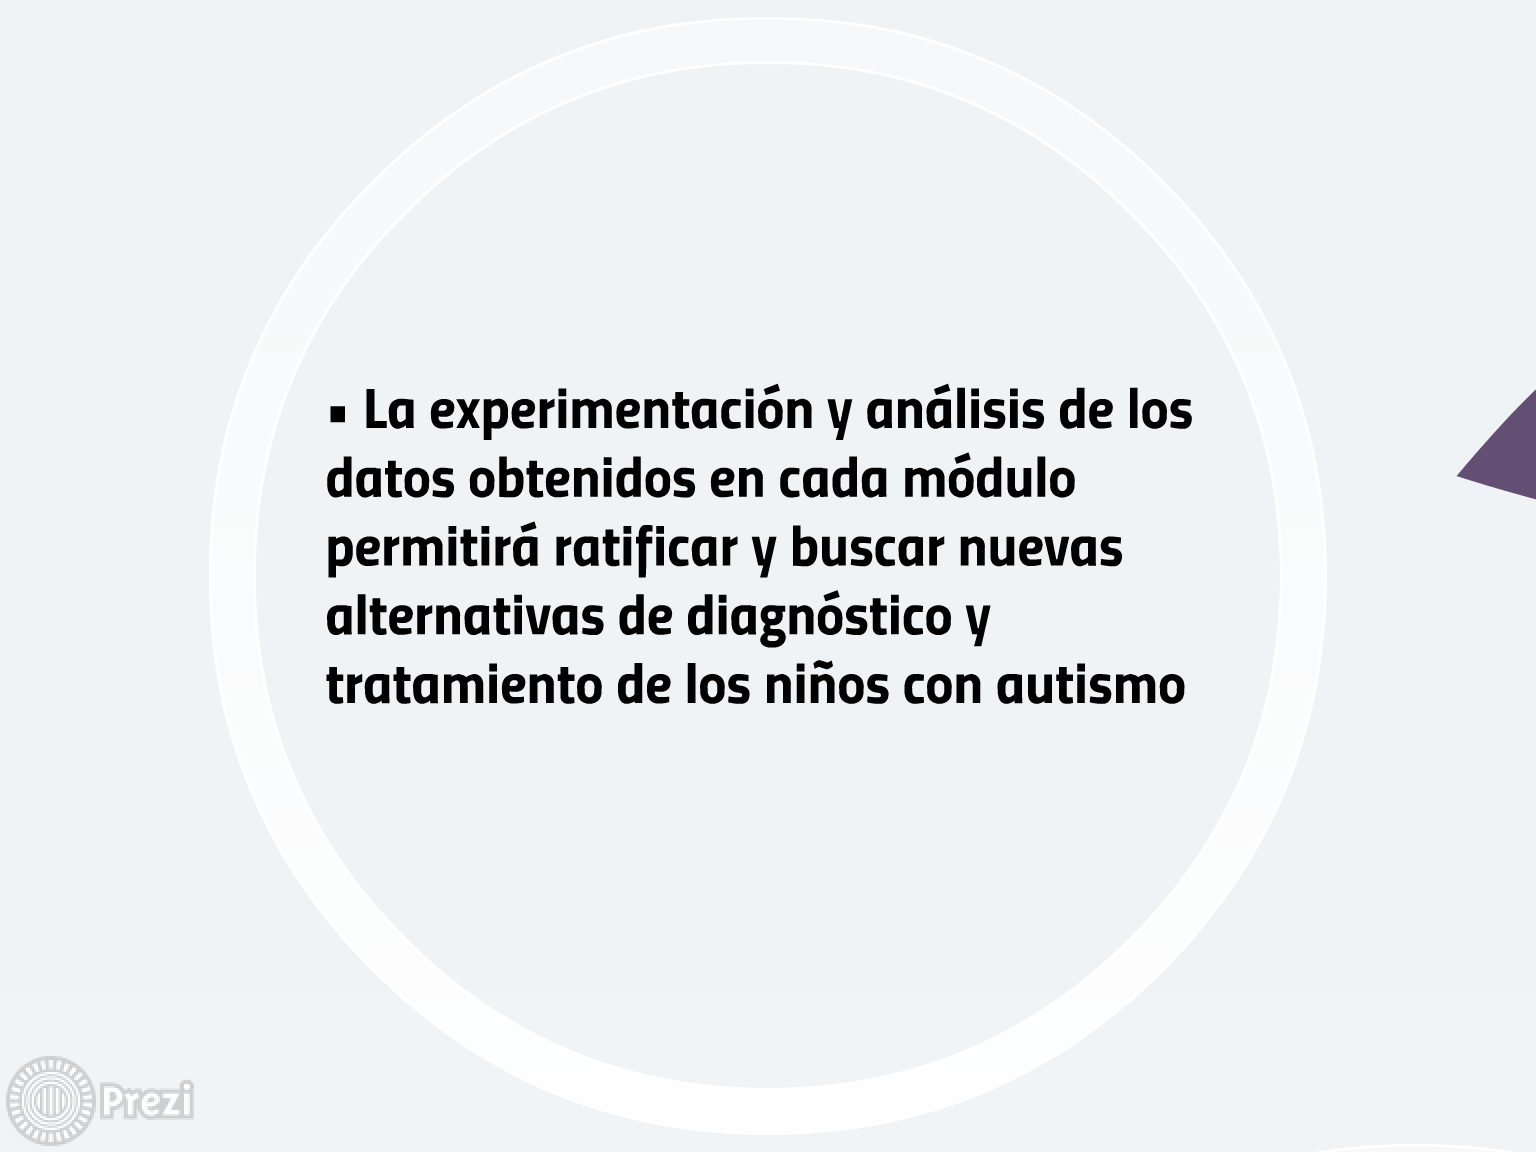 ▪ La experimentación y análisis de los
datos obtenidos en cada módulo
permitirá ratificar y buscar nuevas
alternativas de diagnóstico y
tratamiento de los niños con autismo
Prezi